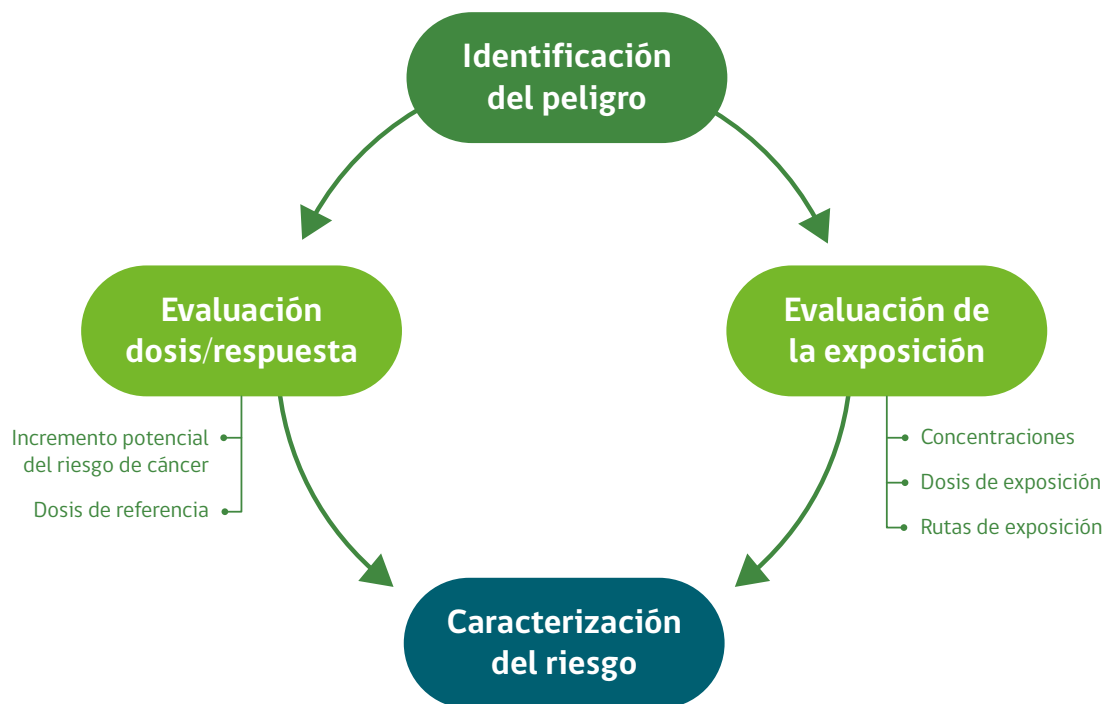 Identificación
del peligro
Evaluación
dosis/respuesta
Incremento potencial
del riesgo de cáncer
Dosis de referencia
Evaluación de
la exposición
Concentraciones
Dosis de exposición
Rutas de exposición
Caracterización
del riesgo